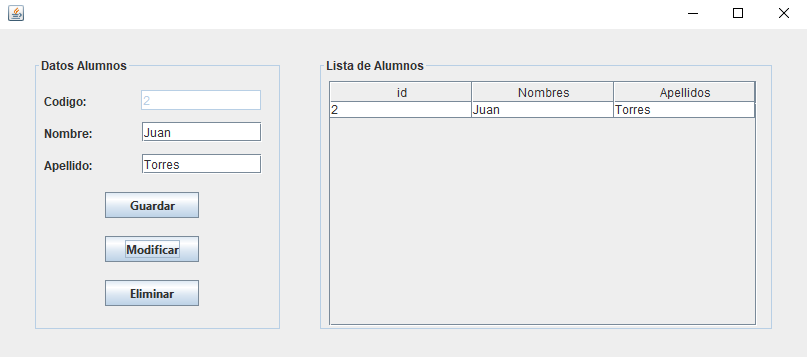 Datos Alumnos
Codigo: 2
Nombre: Juan
Apellido: Torres
Guardar
Modificar
Eliminar
Lista de Alumnos
id Nombres Apellidos
2 Juan Torres